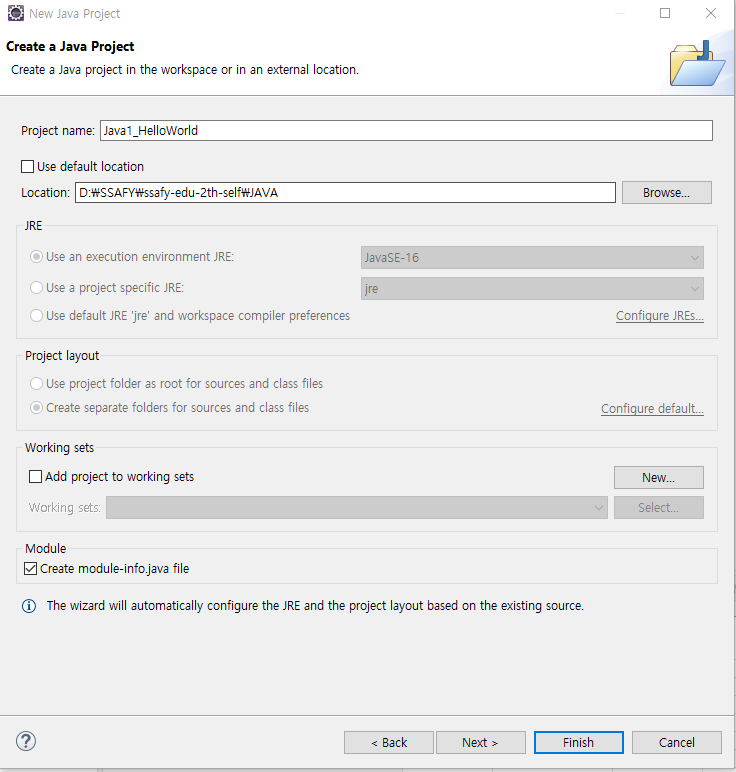 New Java Project
Create a Java Project
Create a Java project in the workspace or in an external location.
Project name: Java1_HelloWorld
Use default location
Location: D:₩SSAFY₩ssafy-edu-2th-self₩JAVA Browse...
JRE
Use an execution environment JRE: JavaSE-16
Use a project specific JRE: jre
Use default JRE 'jre' and workspace compiler preferences Configure JREs...
Project layout
Use project folder as root for sources and class files
Create separate folders for sources and class files Configure default...
Working sets
Add project to working sets New...
Working sets: Select...
Module
Create module-info.java file
The wizard will automatically configure the JRE and the project layout based on the existing source.
< Back Next > Finish Cancel